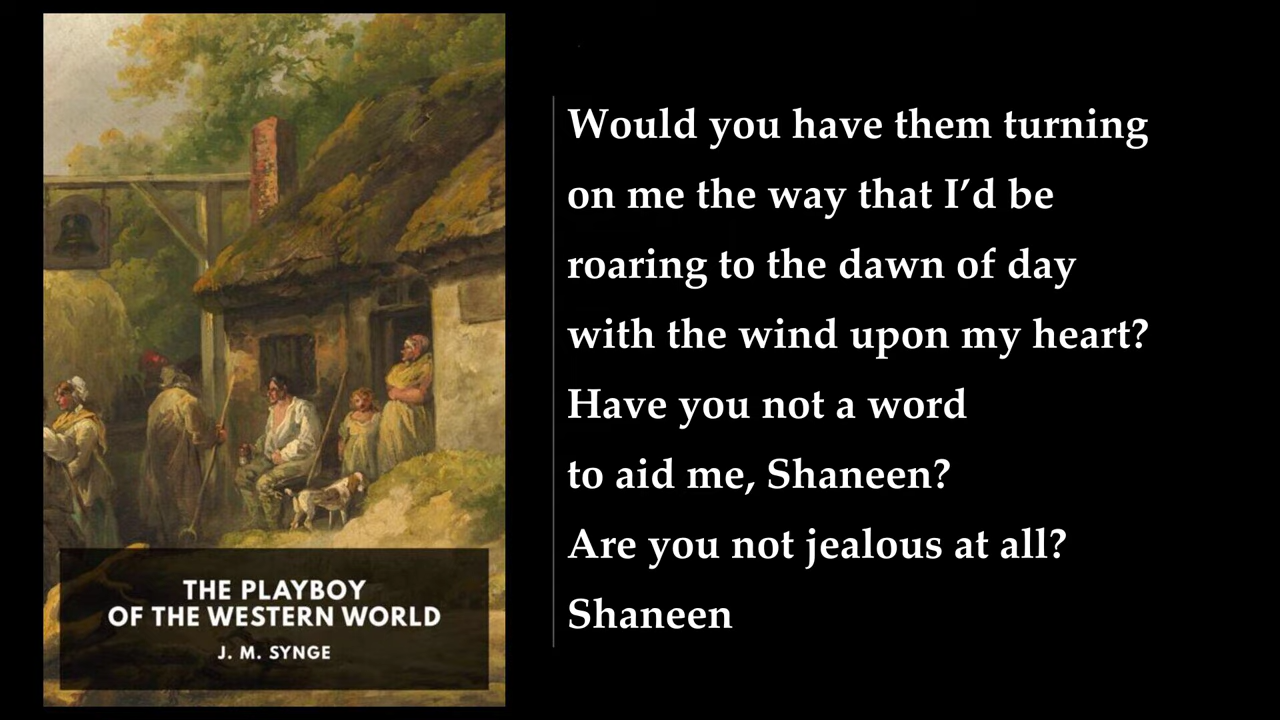 THE PLAYBOY
OF THE WESTERN WORLD
J. M. SYNGE
Would you have them turning
on me the way that I’d be
roaring to the dawn of day
with the wind upon my heart?
Have you not a word
to aid me, Shaneen?
Are you not jealous at all?
Shaneen